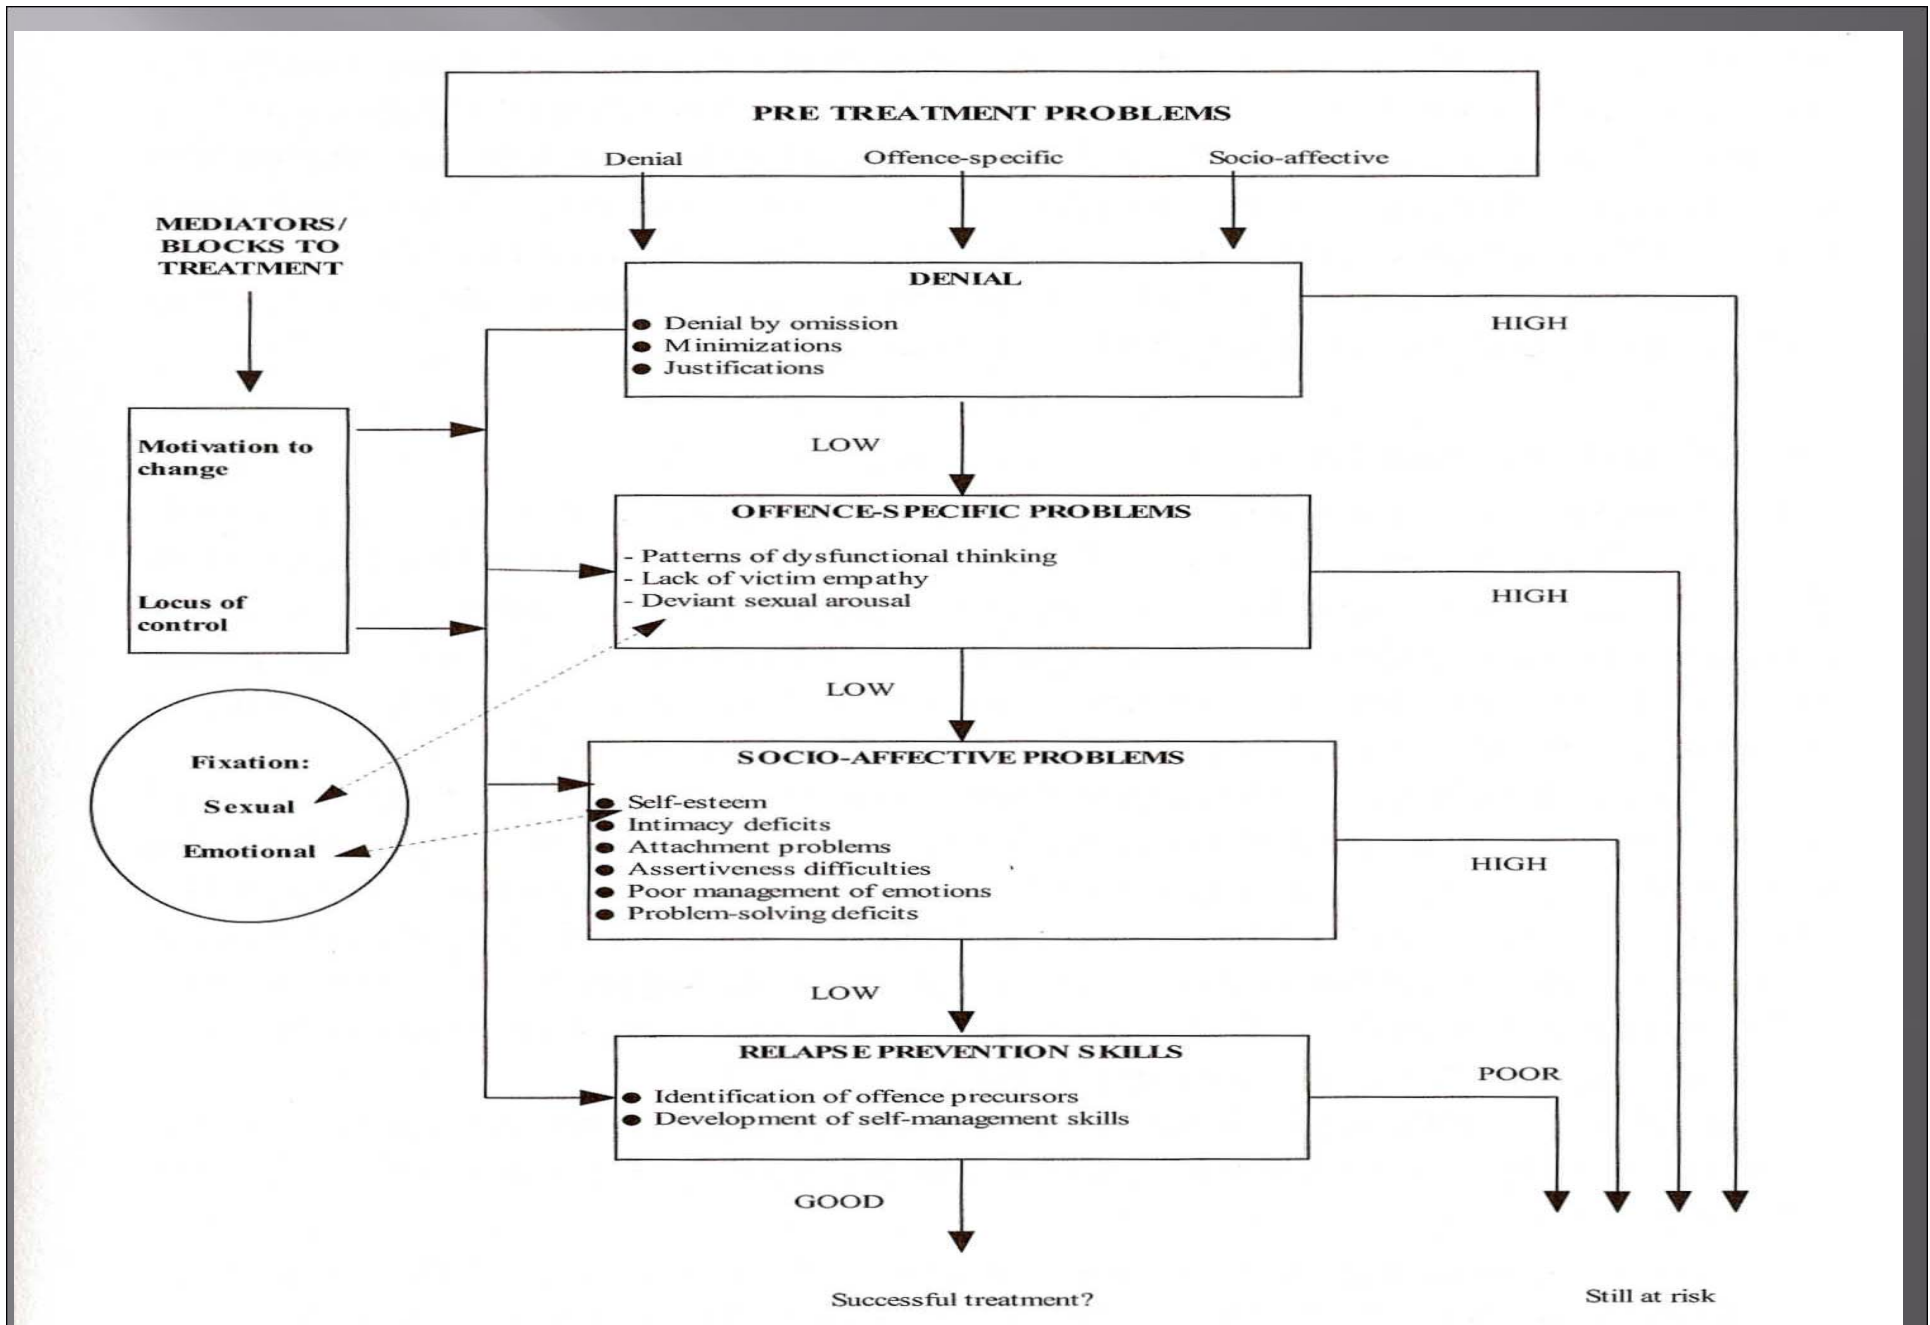 PRE TREATMENT PROBLEMS
Denial Offence-specific Socio-affective
MEDIATORS/
BLOCKS TO
TREATMENT
DENIAL
● Denial by omission
● Minimizations
● Justifications
HIGH
Motivation to
change
LOW
OFFENCE-SPECIFIC PROBLEMS
- Patterns of dysfunctional thinking
- Lack of victim empathy
- Deviant sexual arousal
HIGH
Locus of
control
LOW
Fixation:
Sexual
Emotional
SOCIO-AFFECTIVE PROBLEMS
● Self-esteem
● Intimacy deficits
● Attachment problems
● Assertiveness difficulties
● Poor management of emotions
● Problem-solving deficits
HIGH
LOW
RELAPSE PREVENTION SKILLS
● Identification of offence precursors
● Development of self-management skills
POOR
GOOD
Successful treatment?
Still at risk